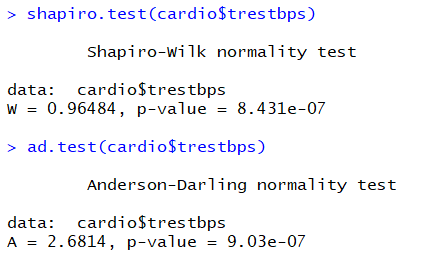 > shapiro.test(cardio$trestbps)
Shapiro-Wilk normality test
data:  cardio$trestbps
W = 0.96484, p-value = 8.431e-07
> ad.test(cardio$trestbps)
Anderson-Darling normality test
data:  cardio$trestbps
A = 2.6814, p-value = 9.03e-07